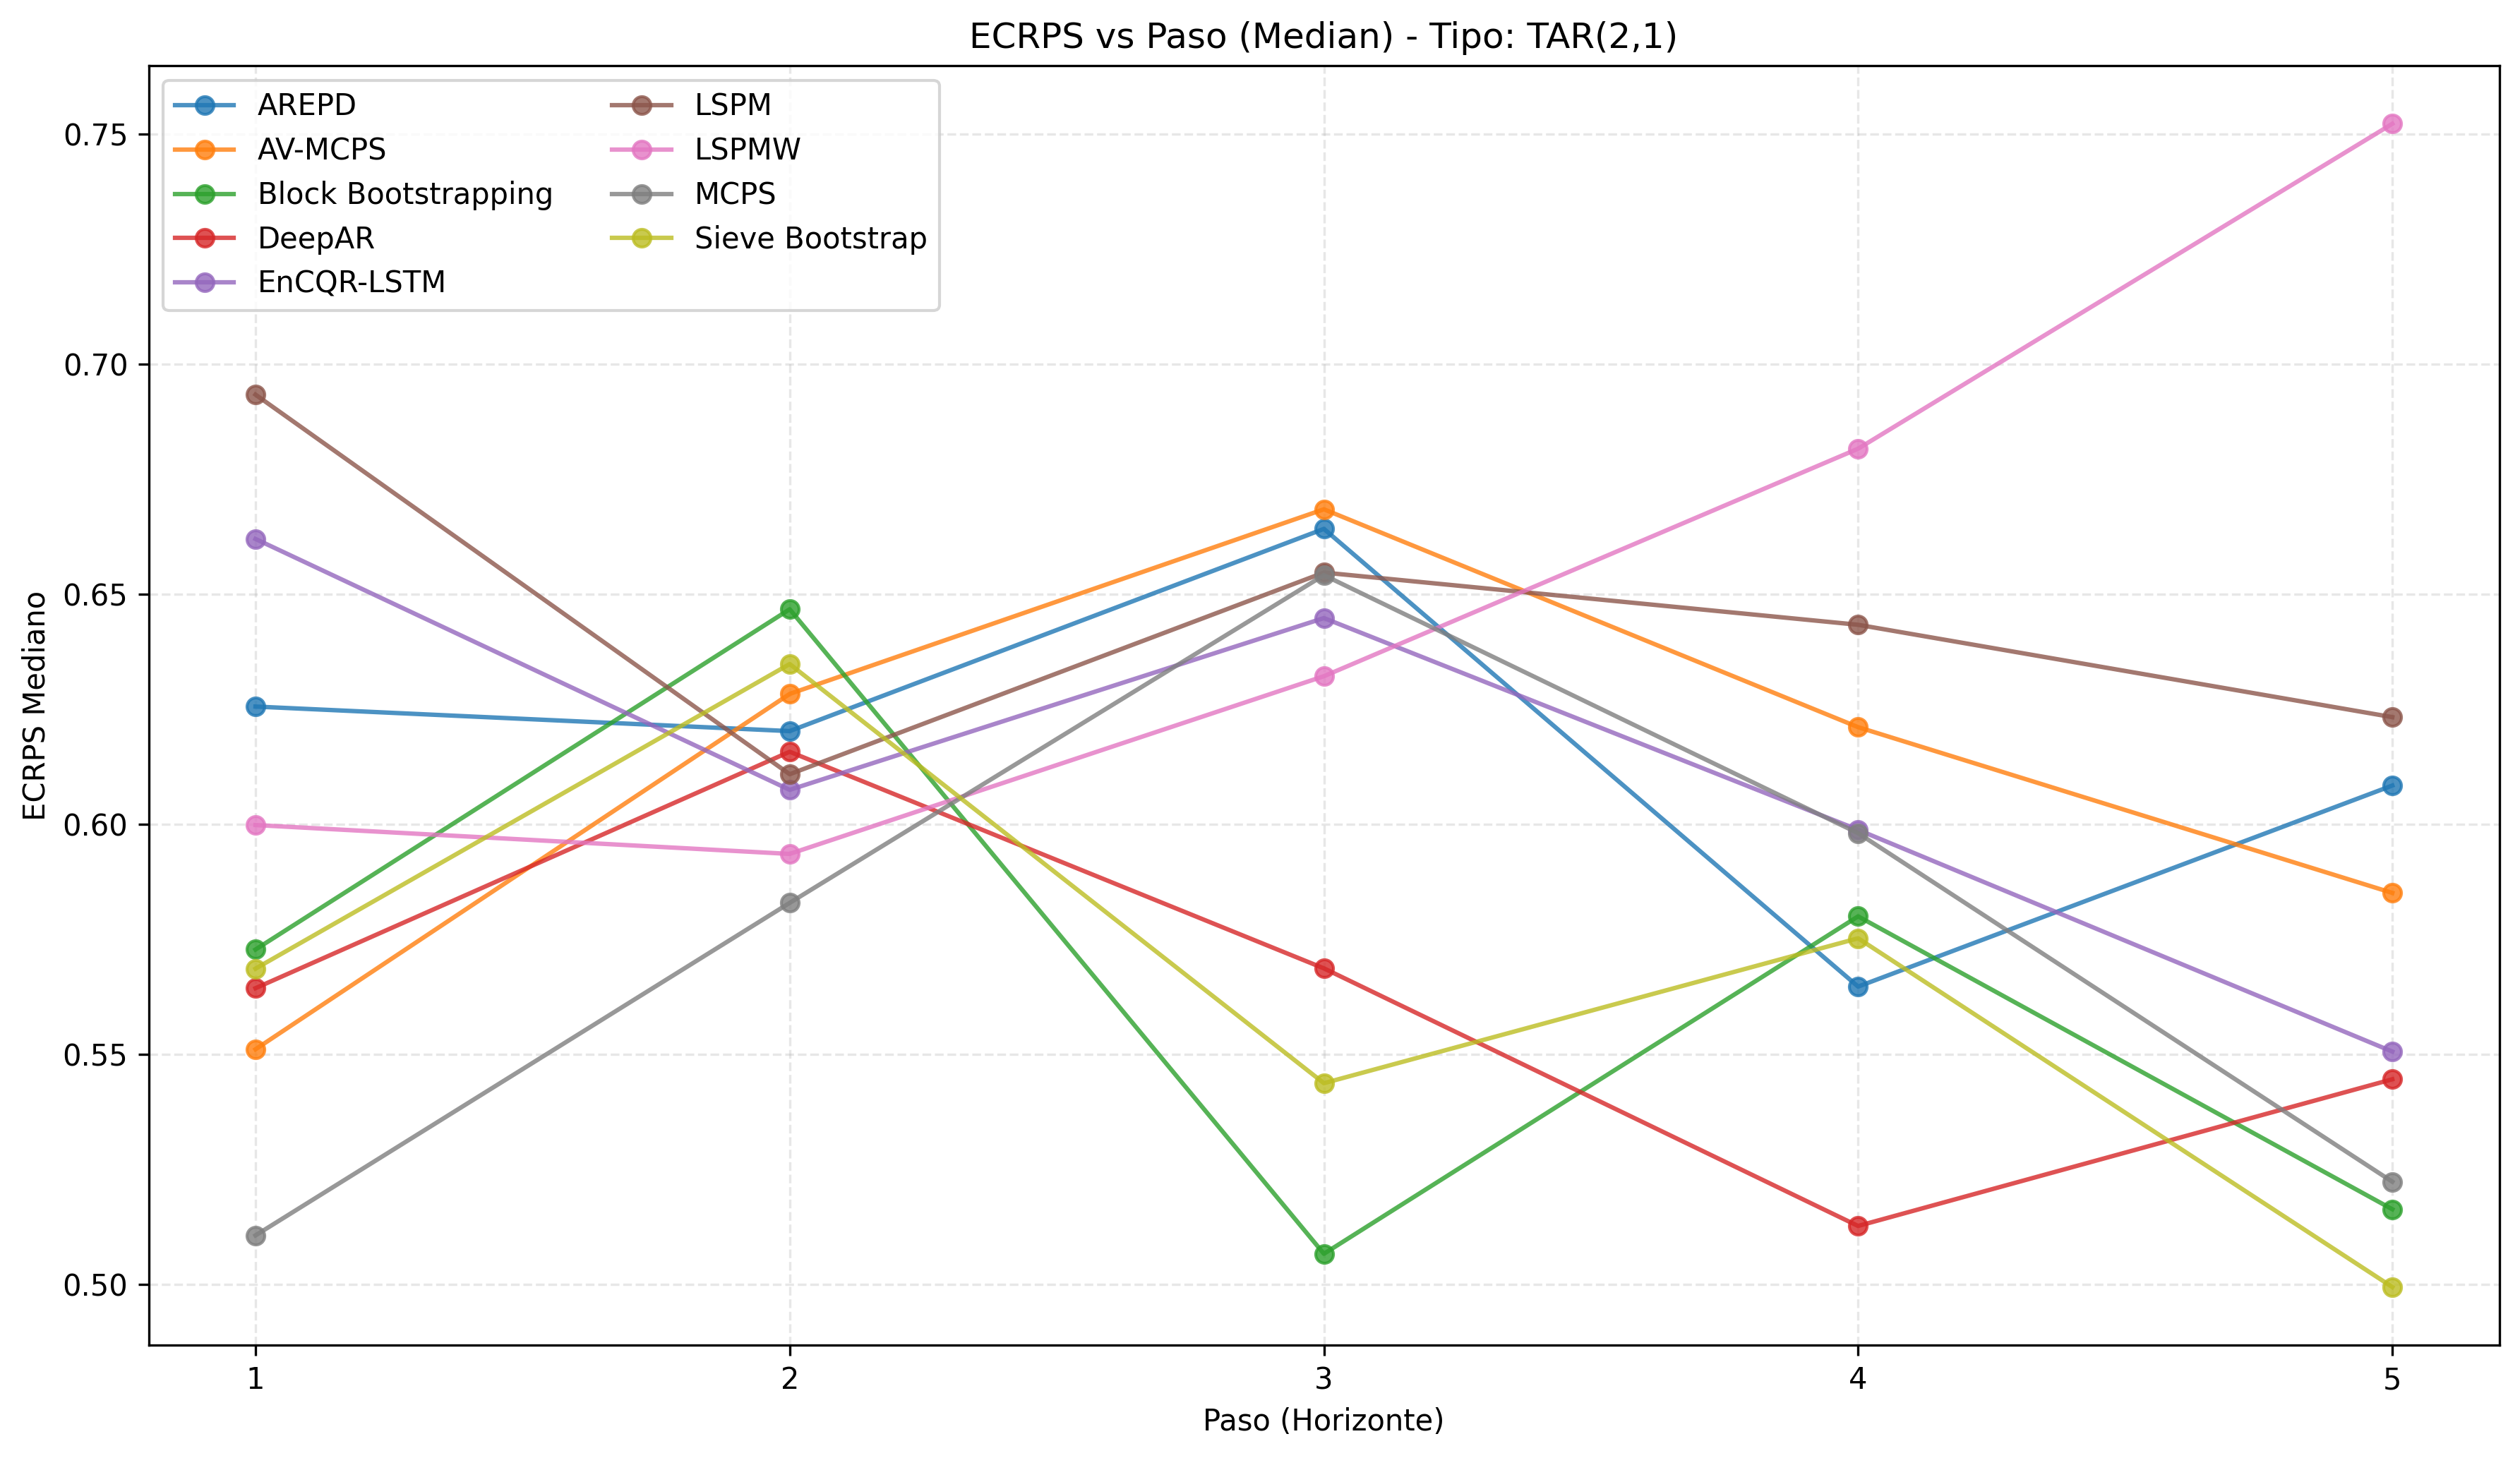 ECRPS vs Paso (Median) - Tipo: TAR(2,1)
AREPD
AV-MCPS
Block Bootstrapping
DeepAR
EnCQR-LSTM
LSPM
LSPMW
MCPS
Sieve Bootstrap
ECRPS Mediano
0.75
0.70
0.65
0.60
0.55
0.50
1 2 3 4 5
Paso (Horizonte)